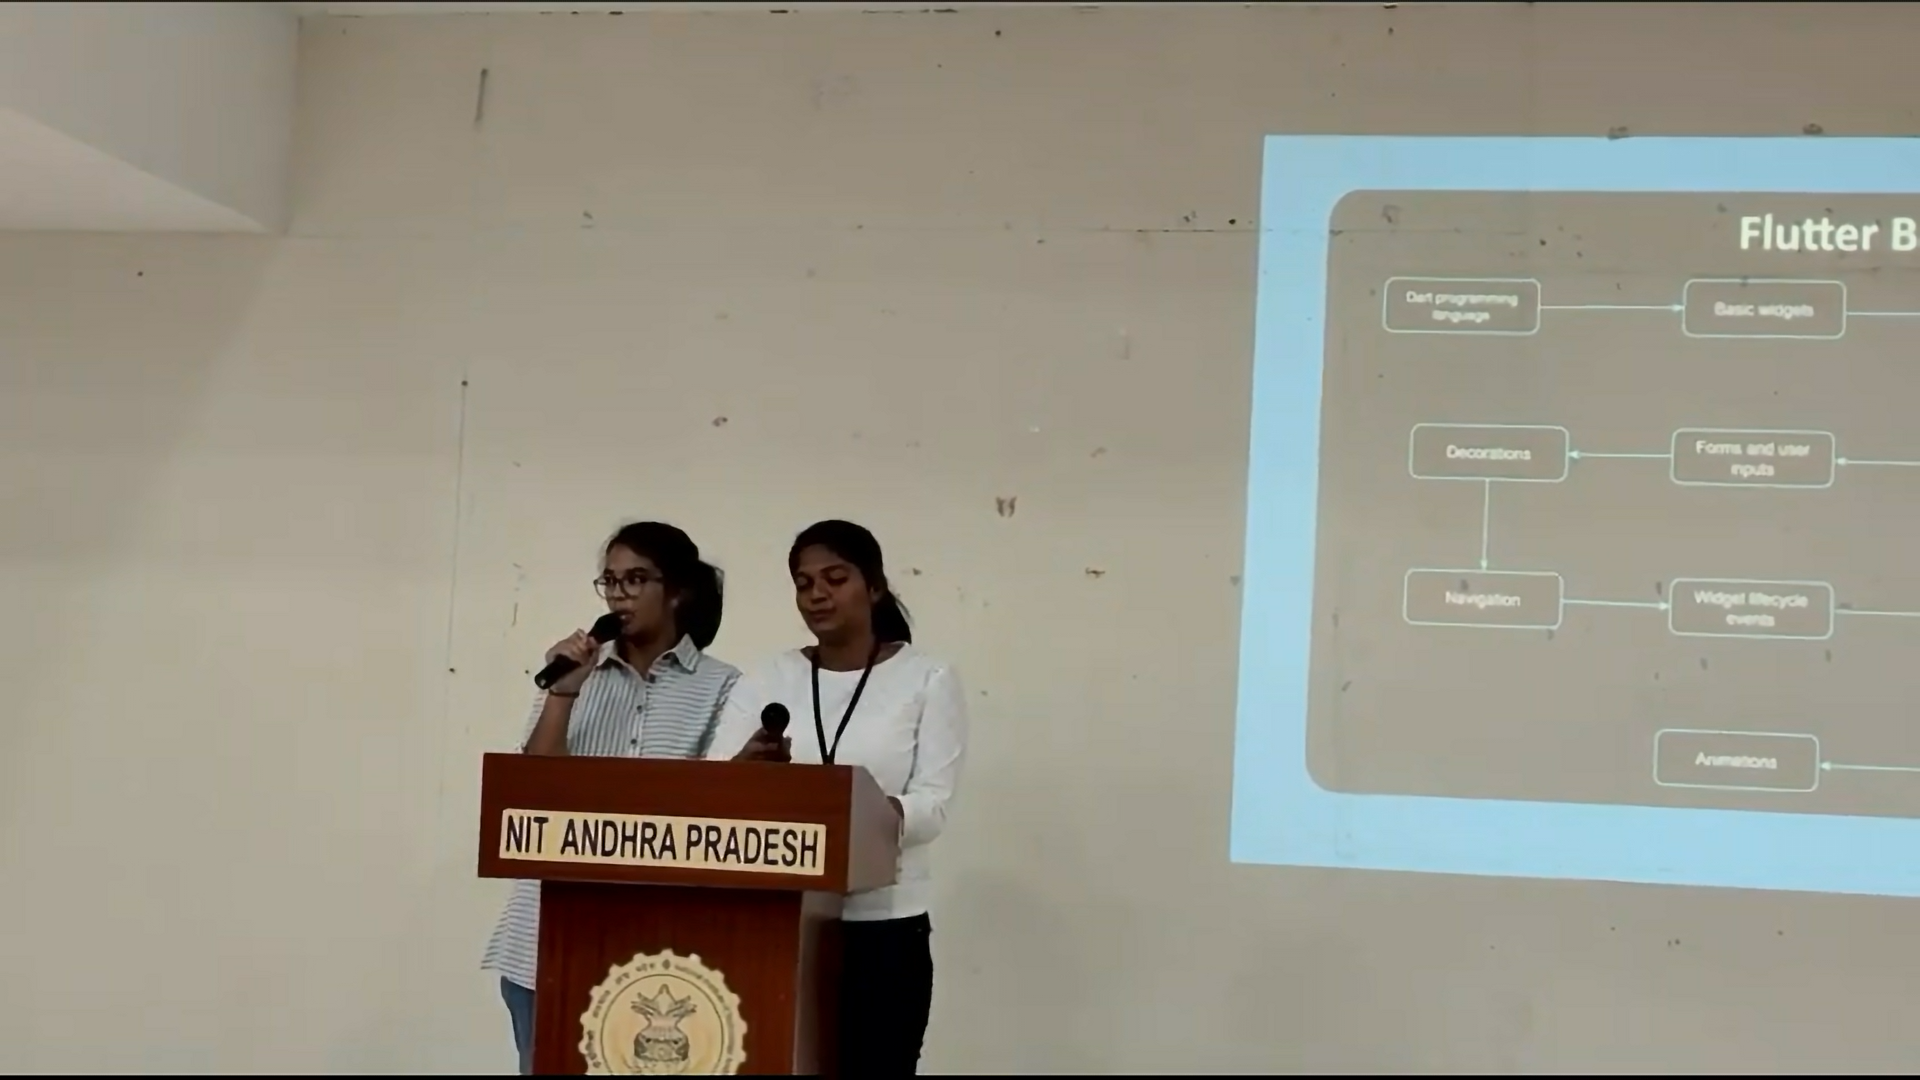 Flutter B
Dart programming
language
Basic widgets
Decorations
Forms and user
inputs
Navigation
Widget lifecycle
events
Animations
NIT ANDHRA PRADESH